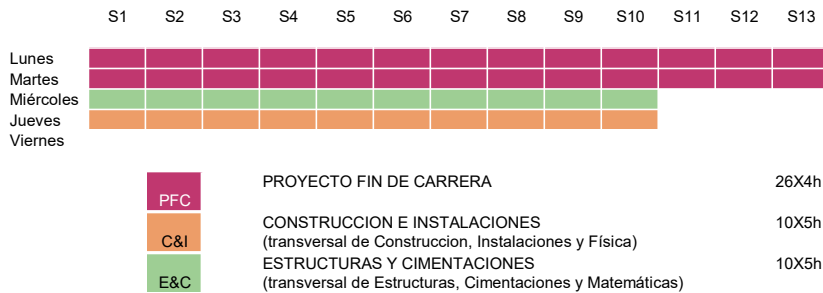 S1 S2 S3 S4 S5 S6 S7 S8 S9 S10 S11 S12 S13
Lunes
Martes
Miércoles
Jueves
Viernes
PFC PROYECTO FIN DE CARRERA 26X4h
C&I CONSTRUCCION E INSTALACIONES 10X5h
(transversal de Construccion, Instalaciones y Física)
E&C ESTRUCTURAS Y CIMENTACIONES 10X5h
(transversal de Estructuras, Cimentaciones y Matemáticas)